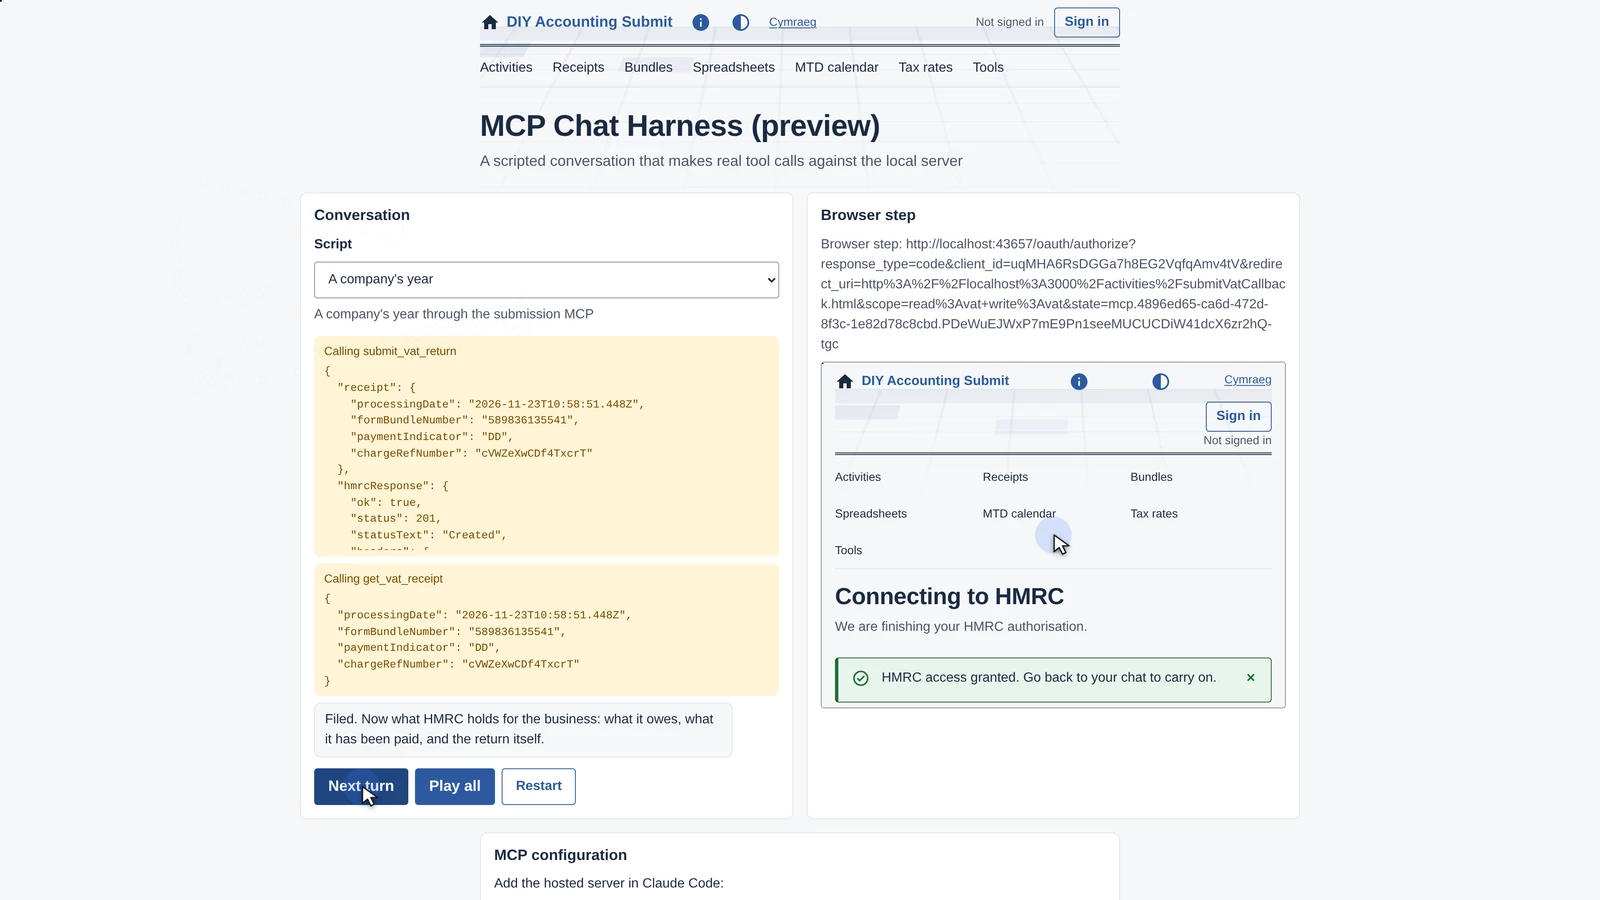 DIY Accounting Submit
Cymraeg
Not signed in
Sign in
Activities
Receipts
Bundles
Spreadsheets
MTD calendar
Tax rates
Tools
MCP Chat Harness (preview)
A scripted conversation that makes real tool calls against the local server
Conversation
Script
A company's year
A company's year through the submission MCP
Calling submit_vat_return
{
"receipt": {
"processingDate": "2026-11-23T10:58:51.448Z",
"formBundleNumber": "589836135541",
"paymentIndicator": "DD",
"chargeRefNumber": "cVWZeXwCDf4TxcrT"
},
"hmrcResponse": {
"ok": true,
"status": 201,
"statusText": "Created",
Calling get_vat_receipt
{
"processingDate": "2026-11-23T10:58:51.448Z",
"formBundleNumber": "589836135541",
"paymentIndicator": "DD",
"chargeRefNumber": "cVWZeXwCDf4TxcrT"
}
Filed. Now what HMRC holds for the business: what it owes, what
it has been paid, and the return itself.
Next turn
Play all
Restart
Browser step
Browser step: http://localhost:43657/oauth/authorize?
response_type=code&client_id=uqMHA6RsDGGa7h8EG2VqfqAmv4tV&redire
ct_uri=http%3A%2F%2Flocalhost%3A3000%2Factivities%2FsubmitVatCallbac
k.html&scope=read%3Avat+write%3Avat&state=mcp.4896ed65-ca6d-472d-
8f3c-1e82d78c8cbd.PDeWuEJWxP7mE9Pn1seeMUCUCDiW41dcX6zr2hQ-
tgc
DIY Accounting Submit
Cymraeg
Sign in
Not signed in
Activities
Receipts
Bundles
Spreadsheets
MTD calendar
Tax rates
Tools
Connecting to HMRC
We are finishing your HMRC authorisation.
HMRC access granted. Go back to your chat to carry on.
MCP configuration
Add the hosted server in Claude Code: